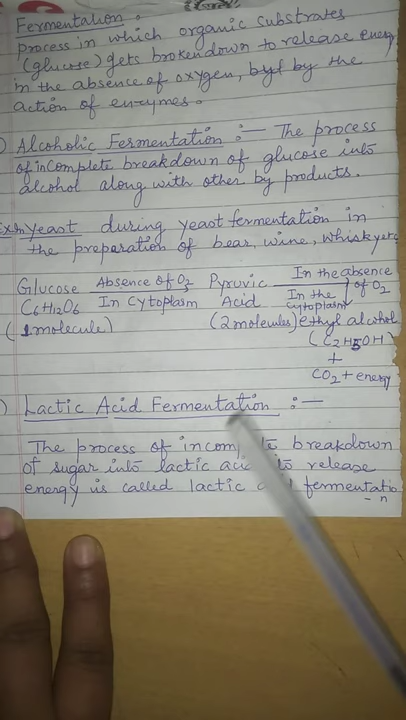 Fermentation :
process in which organic substrates
(glucose) gets broken down to release energy
in the absence of oxygen, by the
action of enzymes.
) Alcoholic Fermentation :— The process
of incomplete breakdown of glucose into
alcohol along with other by products.
Exm Yeast during yeast fermentation in
the preparation of bear, wine, whisky etc
Glucose Absence of O2 Pyruvic In the absence of O2
C6H12O6 In Cytoplasm Acid In the cytoplasm
(1 molecule) (2 molecules) ethyl alcohol
(C2H5OH)
+
CO2 + energy
) Lactic Acid Fermentation :—
The process of incomplete breakdown
of sugar into lactic to release
energy is called lactic fermentatio
-n